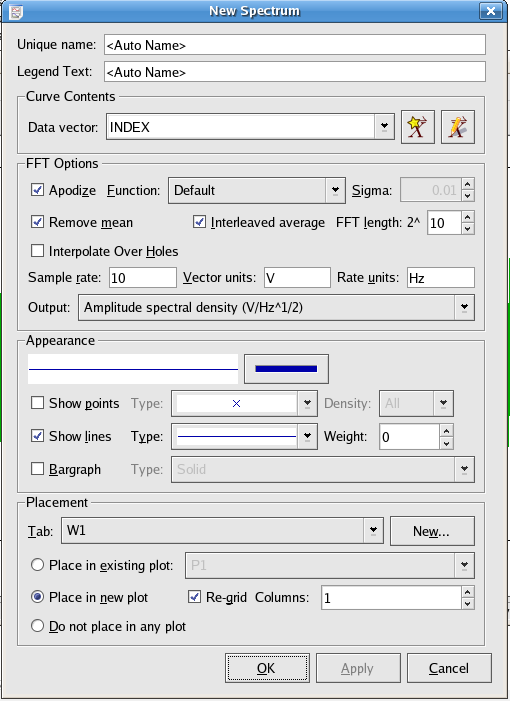 New Spectrum
Unique name: <Auto Name>
Legend Text: <Auto Name>
Curve Contents
Data vector: INDEX
FFT Options
Apodize Function: Default Sigma: 0.01
Remove mean Interleaved average FFT length: 2^ 10
Interpolate Over Holes
Sample rate: 10 Vector units: V Rate units: Hz
Output: Amplitude spectral density (V/Hz^1/2)
Appearance
Show points Type: Density: All
Show lines Type: Weight: 0
Bargraph Type: Solid
Placement
Tab: W1 New...
Place in existing plot: P1
Place in new plot Re-grid Columns: 1
Do not place in any plot
OK Apply Cancel